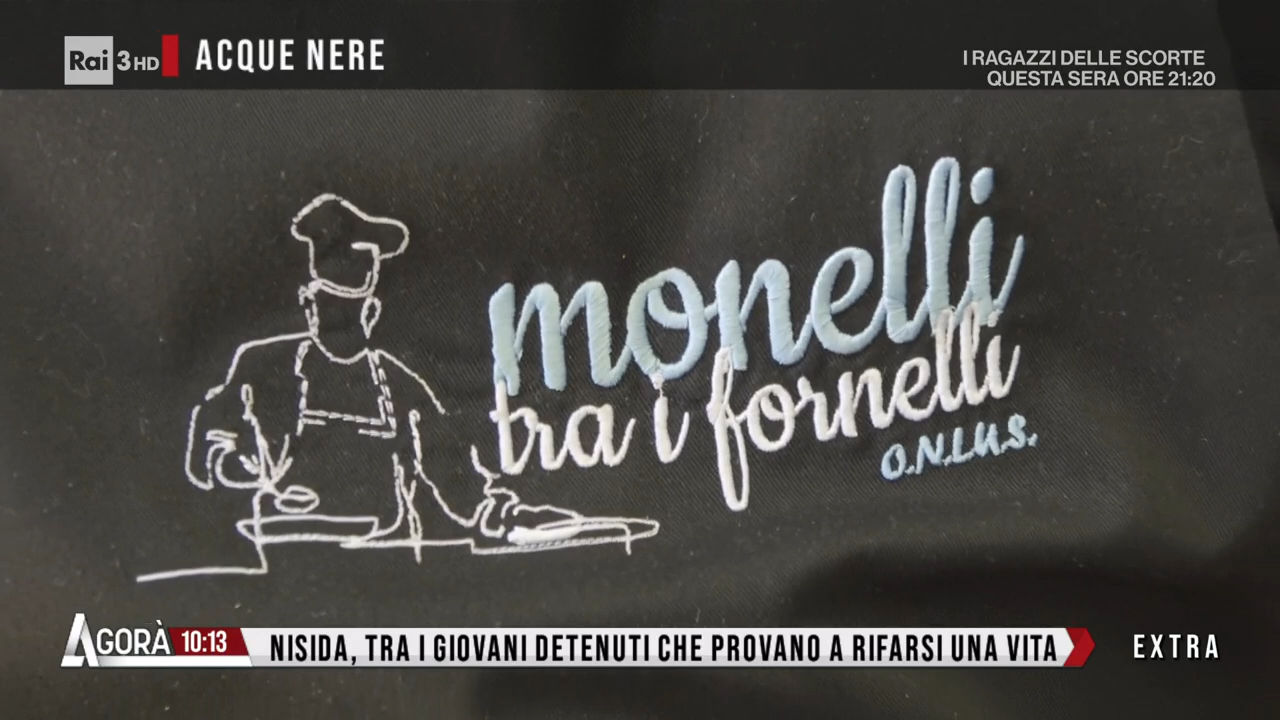 Rai 3HD ACQUE NERE
I RAGAZZI DELLE SCORTE
QUESTA SERA ORE 21:20
monelli
tra i fornelli
O.N.L.U.S.
AGORÀ 10:13 NISIDA, TRA I GIOVANI DETENUTI CHE PROVANO A RIFARSI UNA VITA EXTRA